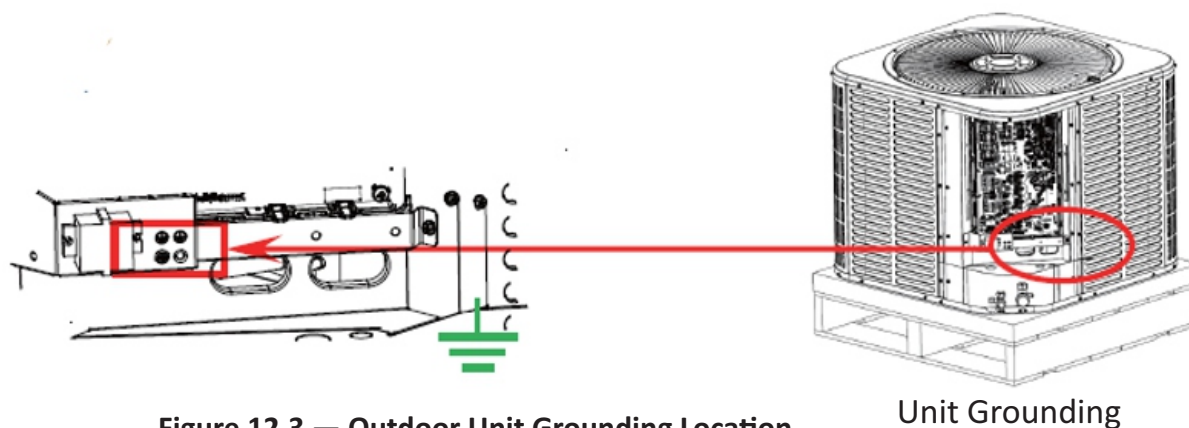 Figure 12.3 — Outdoor Unit Grounding Location
Unit Grounding